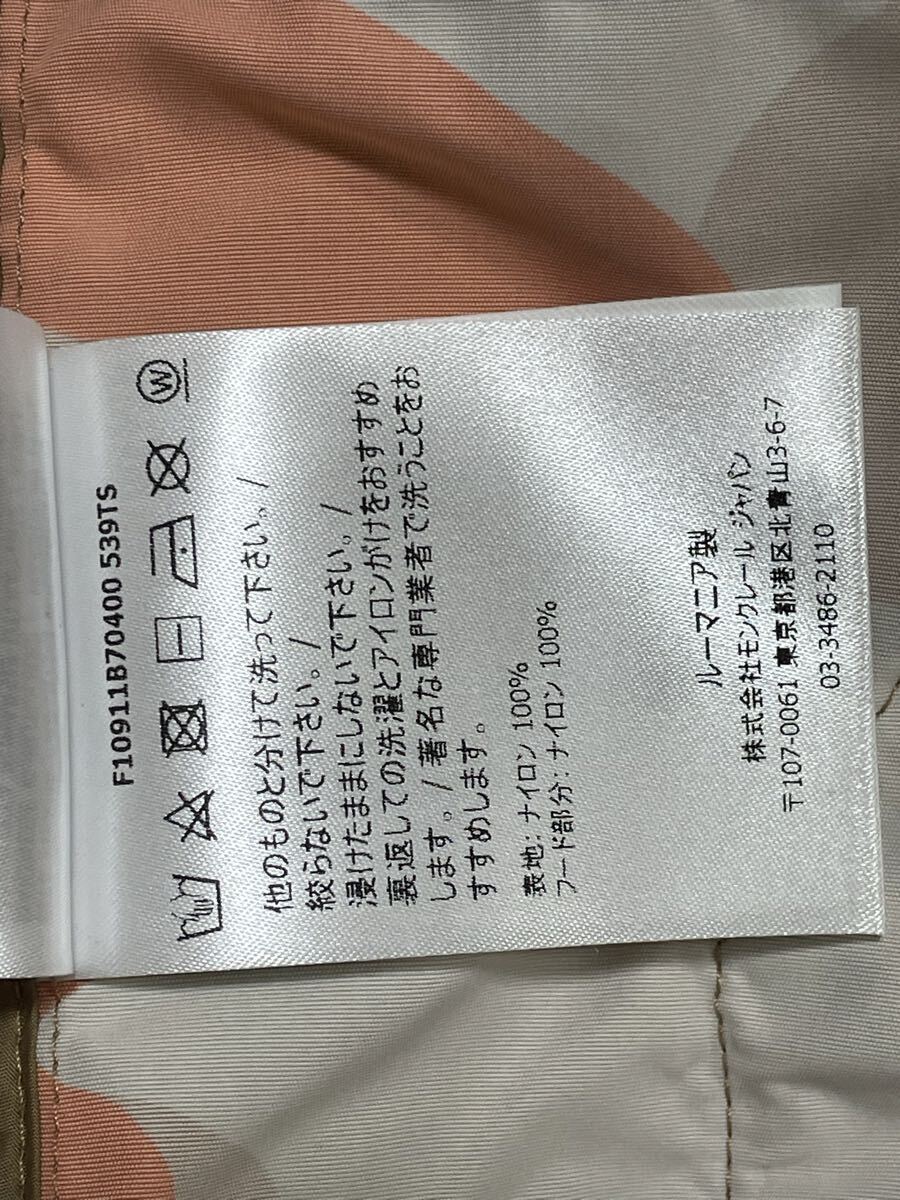 F10911B70400 539TS
W
他のものと分けて洗って下さい。/
絞らないで下さい。/
浸けたままにしないで下さい。/
裏返しての洗濯とアイロンがけをおすすめ
します。/ 著名な専門業者で洗うことをお
すすめします。
表地: ナイロン 100%
フード部分: ナイロン 100%
ルーマニア製
株式会社モンクレール ジャパン
〒107-0061 東京都港区北青山3-6-7
03-3486-2110